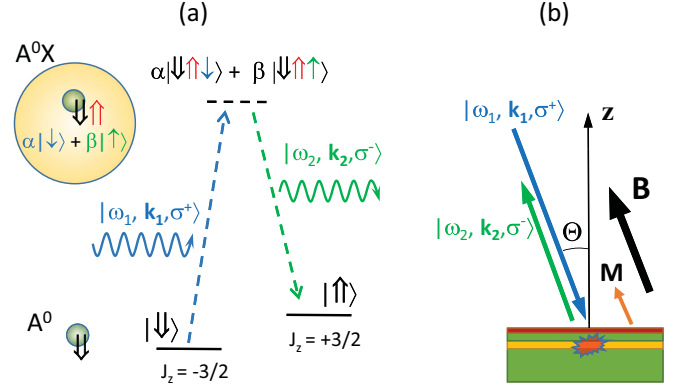 (a)
A⁰X
α|⇓⇑↓⟩ + β|⇓⇑↑⟩
⇓⇑
α|↓⟩ + β|↑⟩
|ω₂, k₂,σ⁻⟩
|ω₁, k₁,σ⁺⟩
A⁰
⇓
|⇓⟩
J_z = -3/2
|⇑⟩
J_z = +3/2
(b)
|ω₁, k₁,σ⁺⟩
z
|ω₂, k₂,σ⁻⟩
Θ
B
M